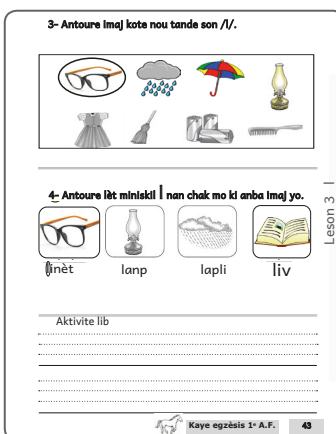 3- Antoure imaj kote nou tande son /l/.
4- Antoure lèt miniskil l nan chak mo ki anba imaj yo.
linèt lanp lapli liv
Aktivite lib
Leson 3 l
Kaye egzèsis 1e A.F. 43